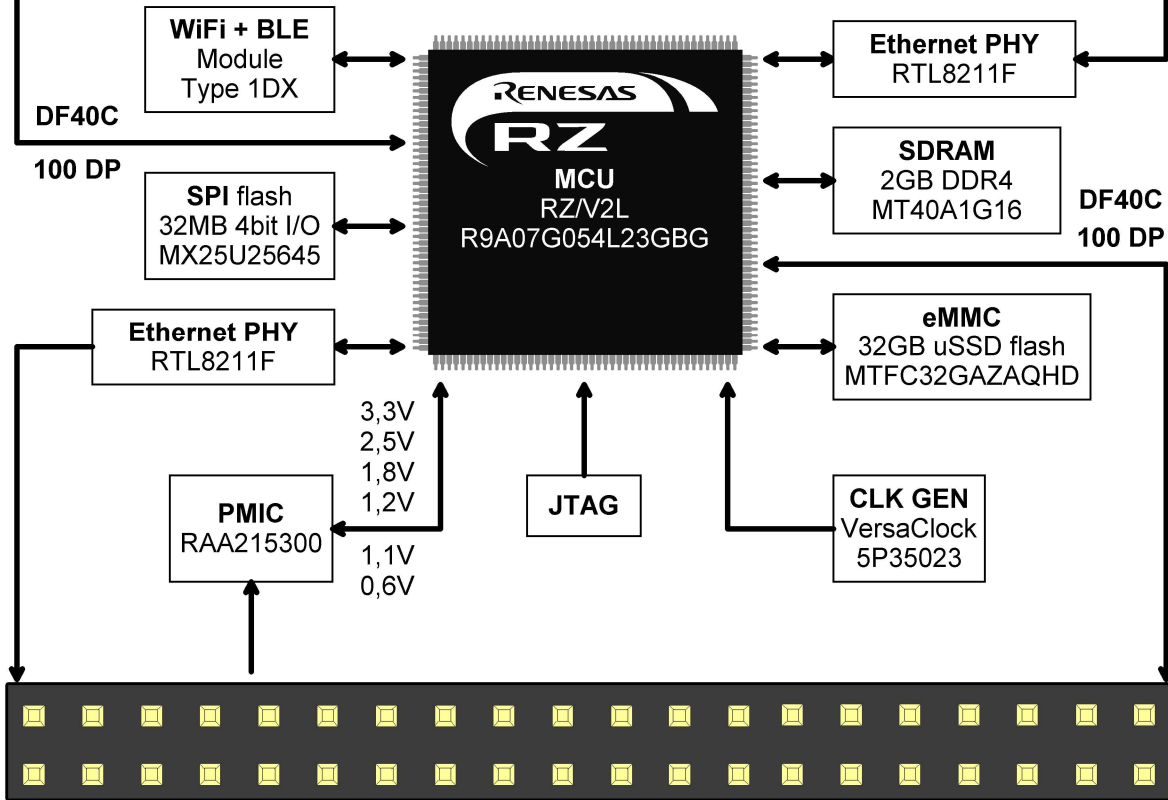 WiFi + BLE
Module
Type 1DX
DF40C
100 DP
SPI flash
32MB 4bit I/O
MX25U25645
Ethernet PHY
RTL8211F
RENESAS
RZ
MCU
RZ/V2L
R9A07G054L23GBG
Ethernet PHY
RTL8211F
SDRAM
2GB DDR4
MT40A1G16
DF40C
100 DP
eMMC
32GB uSSD flash
MTFC32GAZAQHD
3,3V
2,5V
1,8V
1,2V
1,1V
0,6V
PMIC
RAA215300
JTAG
CLK GEN
VersaClock
5P35023